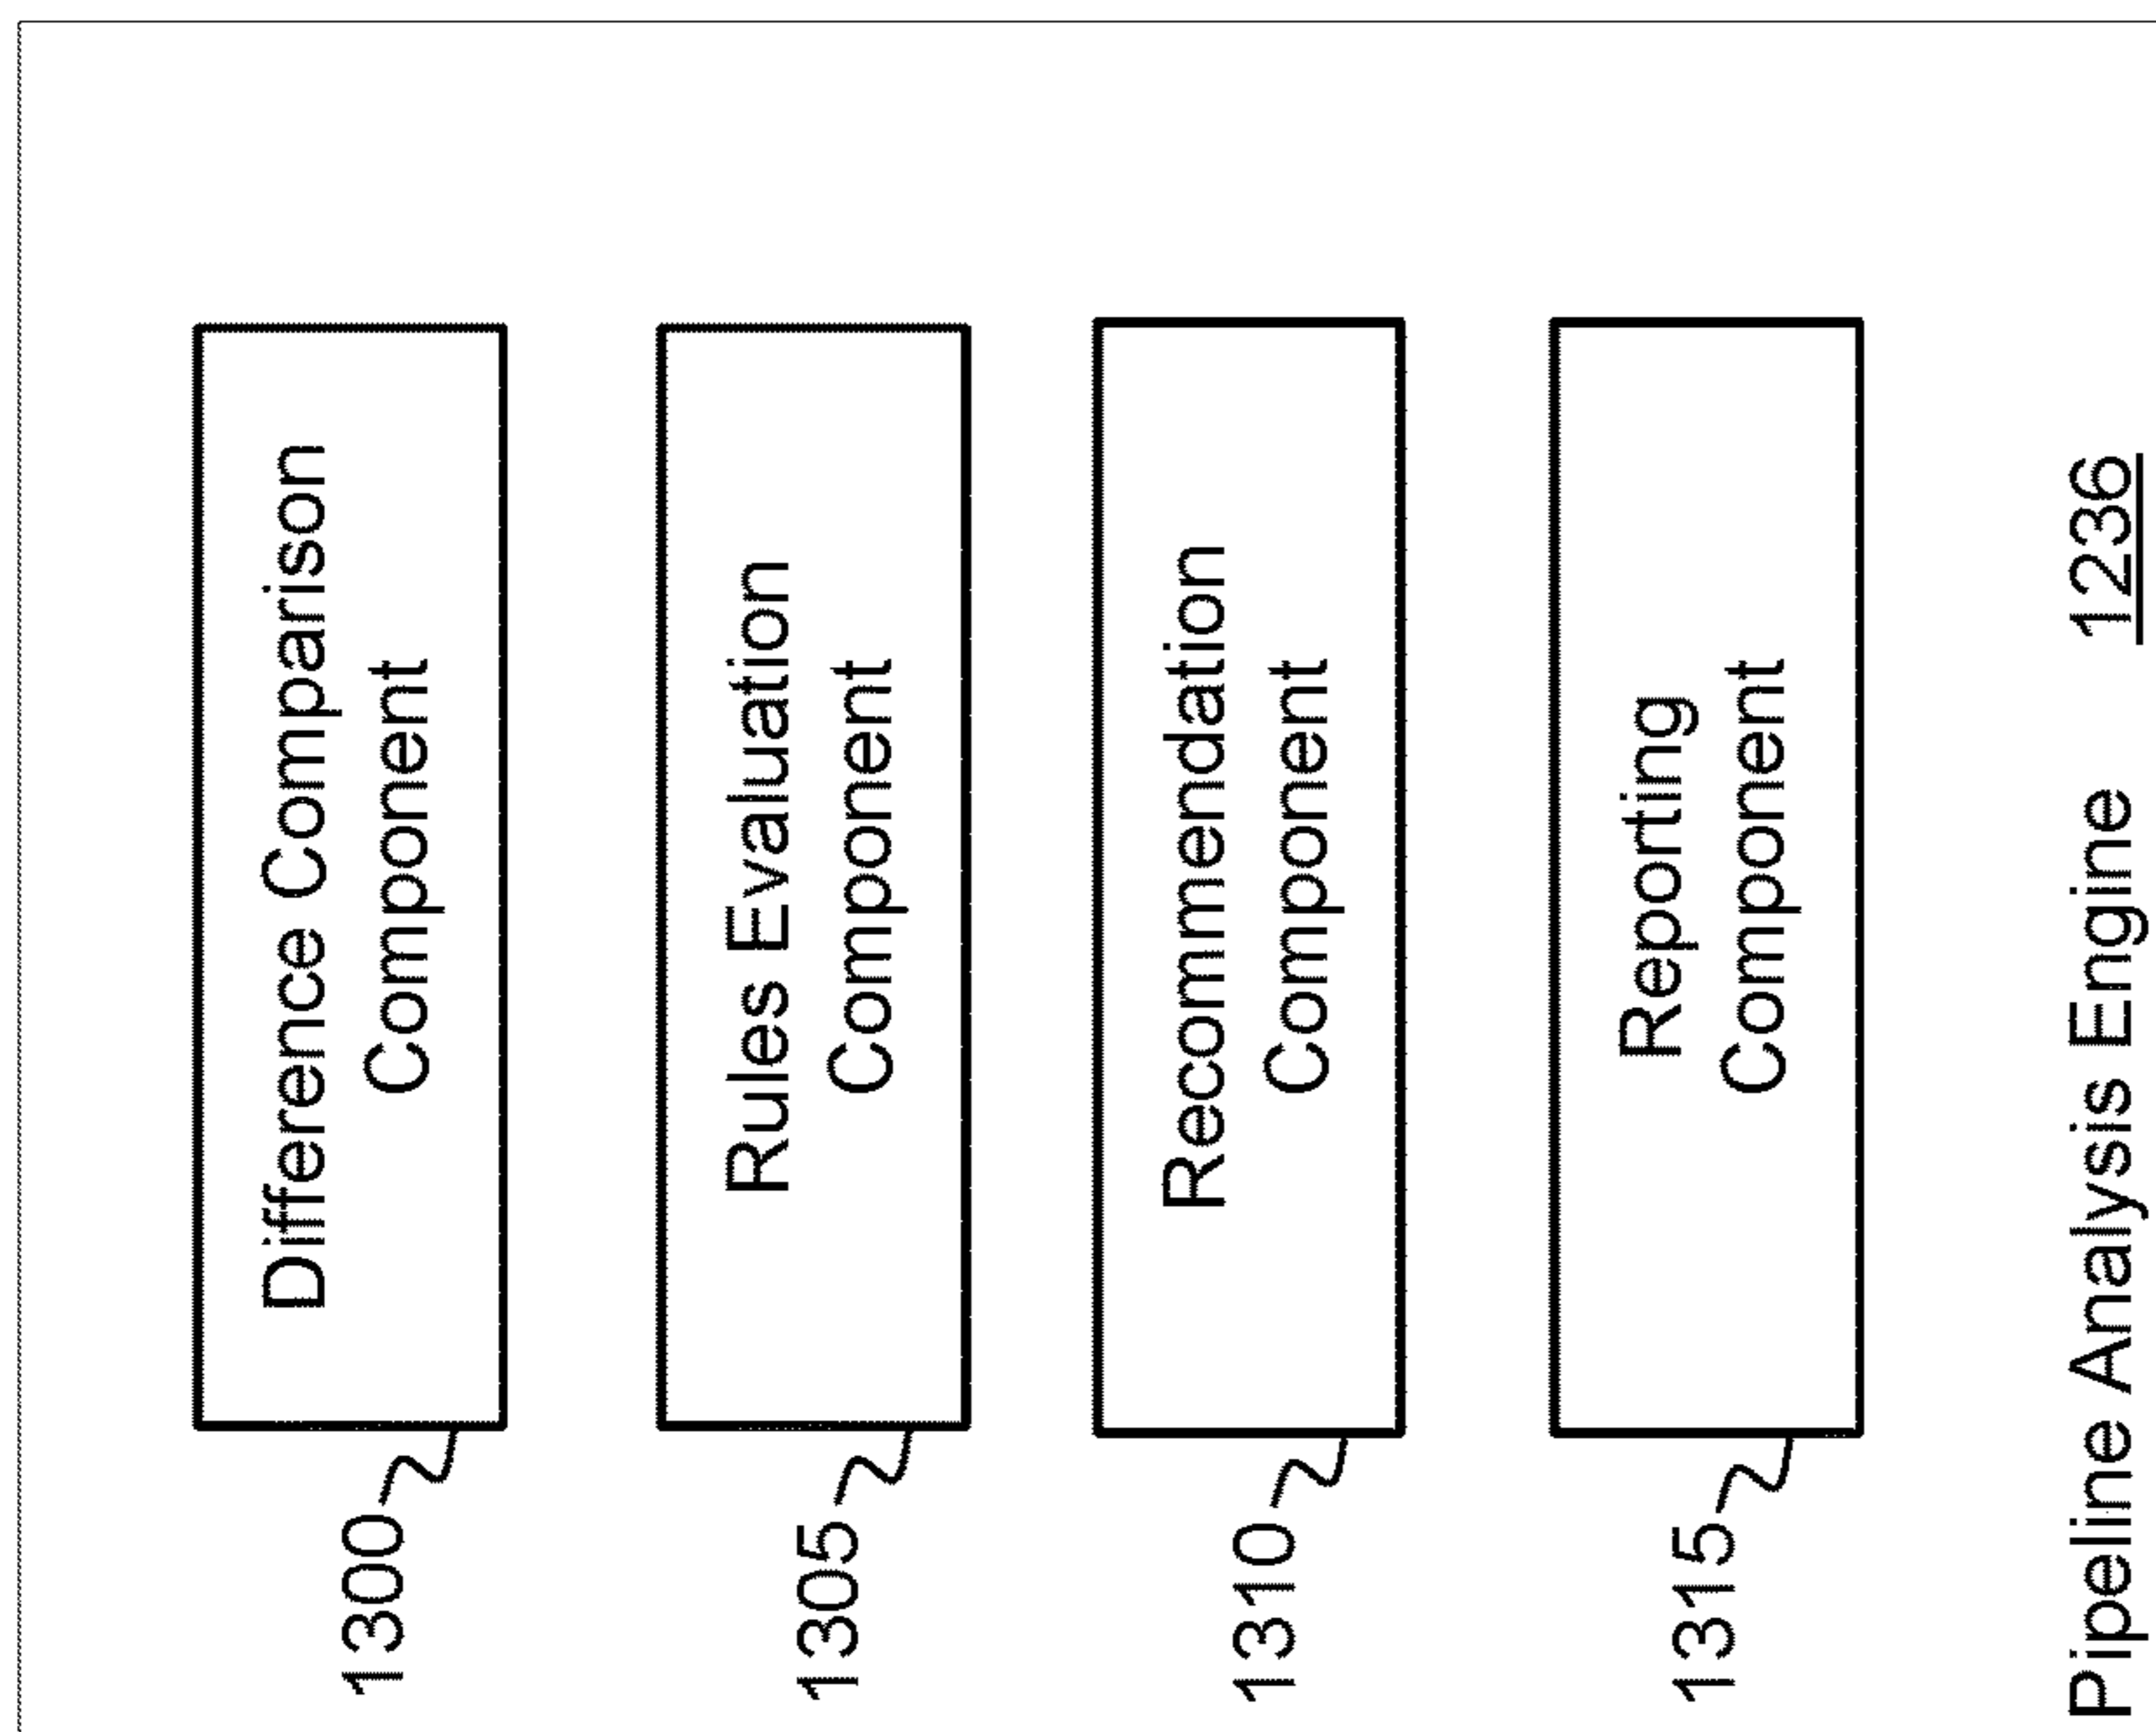 Difference Comparison
Component
1300
Rules Evaluation
Component
1305
Recommendation
Component
1310
Reporting
Component
1315
Pipeline Analysis Engine 1236